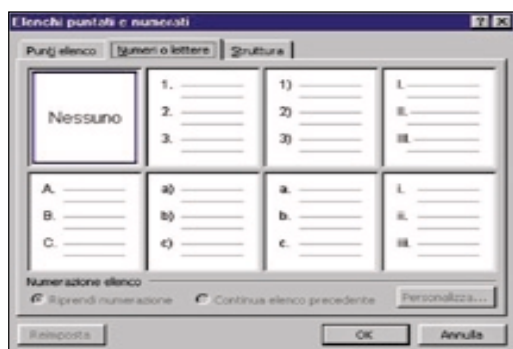 Elenchi puntati e numerati
Punti elenco
Numeri o lettere
Struttura
Nessuno
1.
2.
3.
1)
2)
3)
I.
II.
III.
A.
B.
C.
a)
b)
c)
a.
b.
c.
i.
ii.
iii.
Numerazione elenco
Riprendi numerazione
Continua elenco precedente
Personalizza...
Reimposta
OK
Annulla